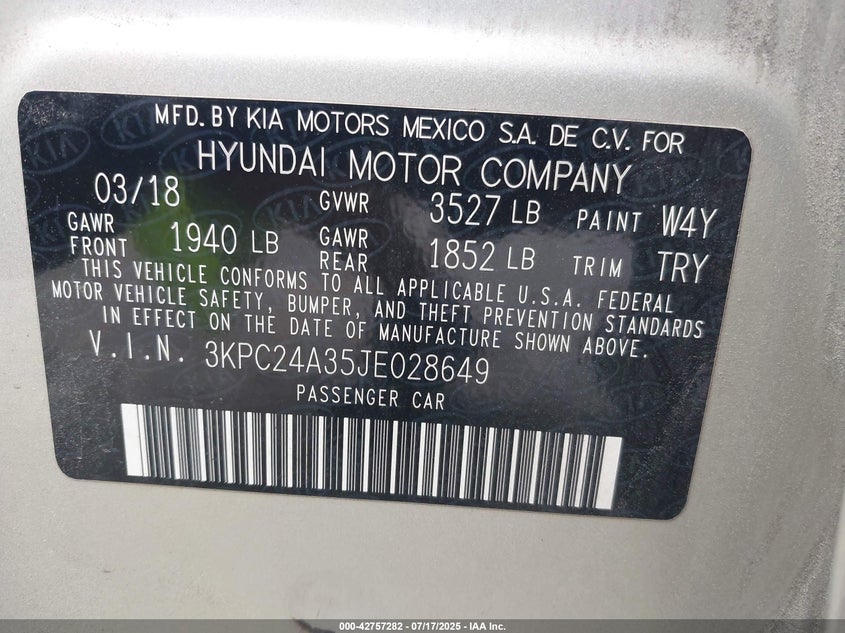 MFD. BY KIA MOTORS MEXICO S.A. DE C.V. FOR
HYUNDAI MOTOR COMPANY
03/18 GVWR 3527 LB PAINT W4Y
GAWR FRONT 1940 LB GAWR REAR 1852 LB TRIM TRY
THIS VEHICLE CONFORMS TO ALL APPLICABLE U.S.A. FEDERAL
MOTOR VEHICLE SAFETY, BUMPER, AND THEFT PREVENTION STANDARDS
IN EFFECT ON THE DATE OF MANUFACTURE SHOWN ABOVE.
V.I.N. 3KPC24A35JE028649
PASSENGER CAR
000-42757282 - 07/17/2025 - IAA Inc.